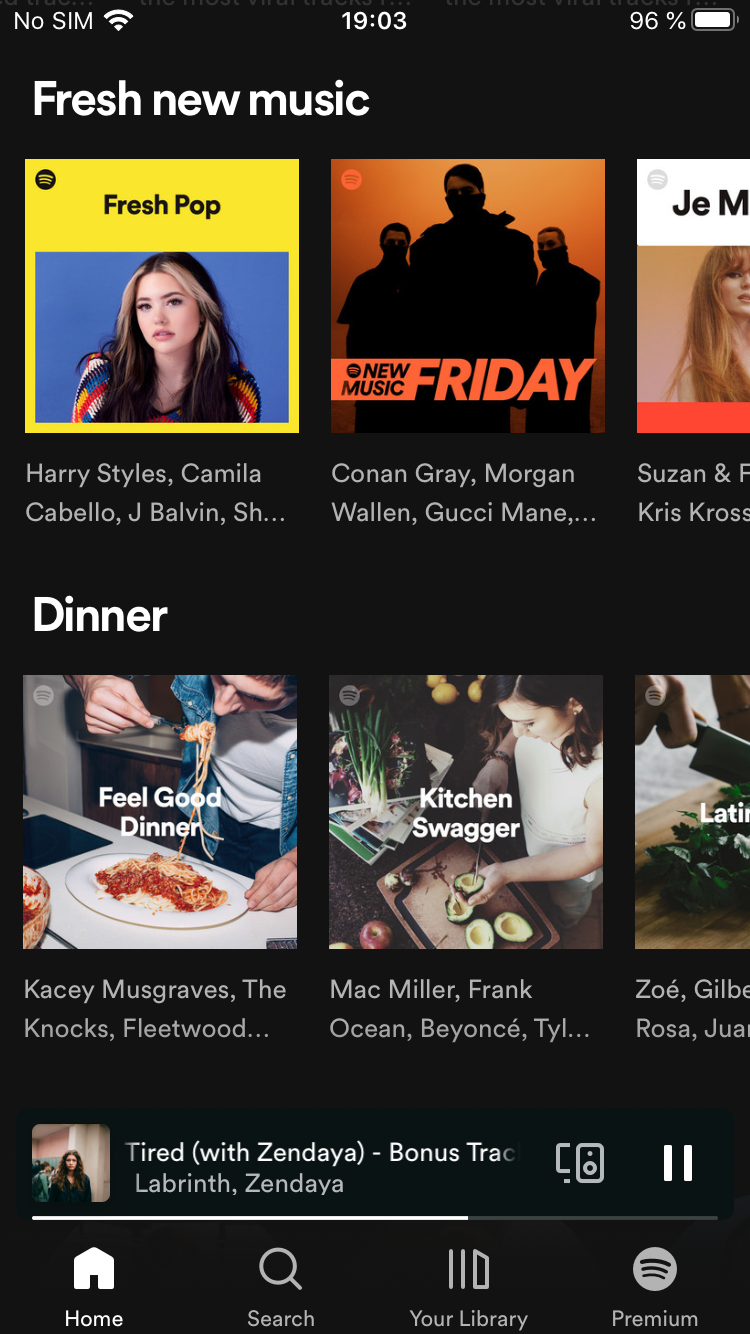 No SIM 19:03 96 %
Fresh new music
Fresh Pop
Je M
NEW
MUSIC FRIDAY
Harry Styles, Camila
Cabello, J Balvin, Sh...
Conan Gray, Morgan
Wallen, Gucci Mane,...
Suzan & F
Kris Kross
Dinner
Feel Good
Dinner
Kitchen
Swagger
Latin
Kacey Musgraves, The
Knocks, Fleetwood...
Mac Miller, Frank
Ocean, Beyoncé, Tyl...
Zoé, Gilbe
Rosa, Juan
Tired (with Zendaya) - Bonus Trac
Labrinth, Zendaya
Home
Search
Your Library
Premium